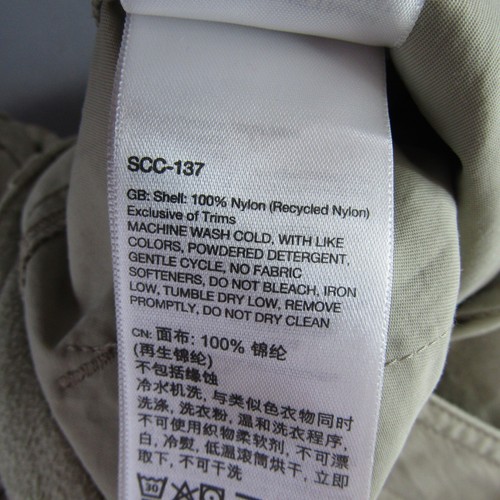 SCC-137
GB: Shell: 100% Nylon (Recycled Nylon)
Exclusive of Trims
MACHINE WASH COLD, WITH LIKE
COLORS, POWDERED DETERGENT,
GENTLE CYCLE, NO FABRIC
SOFTENERS, DO NOT BLEACH, IRON
LOW, TUMBLE DRY LOW, REMOVE
PROMPTLY, DO NOT DRY CLEAN
CN: 面布: 100% 锦纶
(再生锦纶)
不包括缘蚀
冷水机洗, 与类似色衣物同时
洗涤, 洗衣粉, 温和洗衣程序,
不可使用织物柔软剂, 不可漂
白, 冷熨, 低温滚筒烘干, 立即
取下, 不可干洗
30